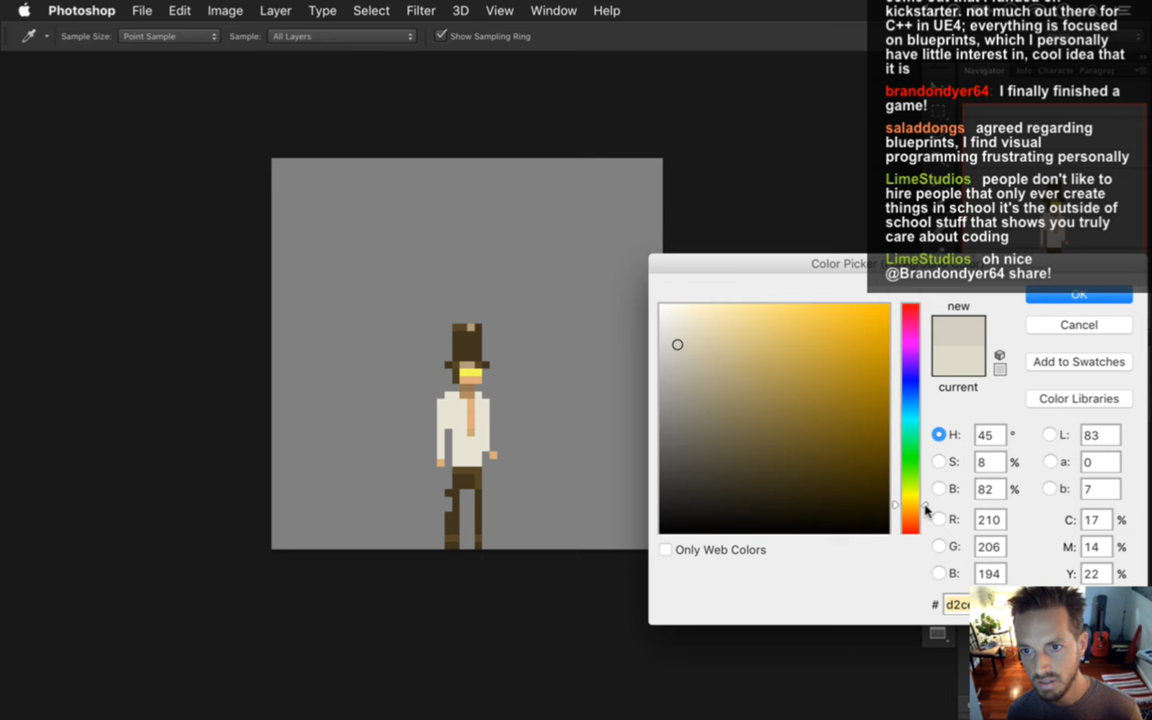 Photoshop File Edit Image Layer Type Select Filter 3D View Window Help
Sample Size: Point Sample Sample: All Layers Show Sampling Ring
kickstarter. not much out there for
C++ in UE4; everything is focused
on blueprints, which I personally
have little interest in, cool idea that
it is
brandondyer64: I finally finished a
game!
saladdongs agreed regarding
blueprints, I find visual
programming frustrating personally
LimeStudios people don't like to
hire people that only ever create
things in school it's the outside of
school stuff that shows you truly
care about coding
LimeStudios oh nice
@Brandondyer64 share!
Navigator
Color Picker
new
current
OK
Cancel
Add to Swatches
Color Libraries
H: 45 ° L: 83
S: 8 % a: 0
B: 82 % b: 7
R: 210 C: 17 %
G: 206 M: 14 %
B: 194 Y: 22 %
Only Web Colors
#